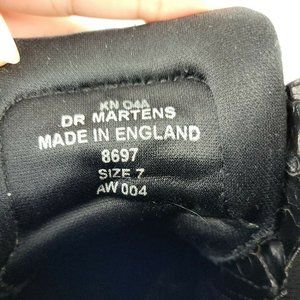 KN 04A
DR MARTENS
MADE IN ENGLAND
8697
SIZE 7
AW 004